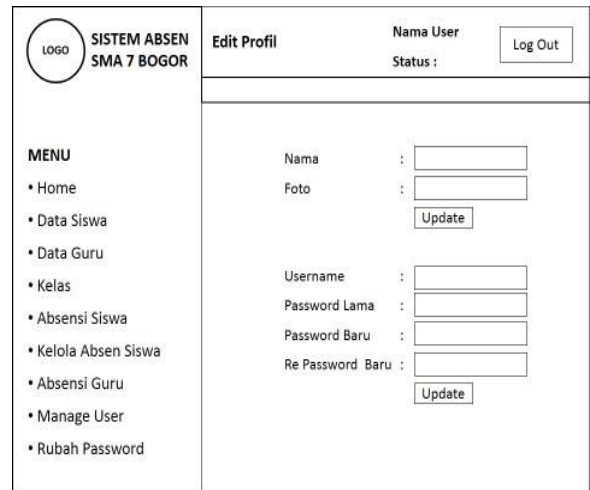 LOGO
SISTEM ABSEN
SMA 7 BOGOR
Edit Profil
Nama User
Status :
Log Out
MENU
• Home
• Data Siswa
• Data Guru
• Kelas
• Absensi Siswa
• Kelola Absen Siswa
• Absensi Guru
• Manage User
• Rubah Password
Nama :
Foto :
Update
Username :
Password Lama :
Password Baru :
Re Password Baru :
Update